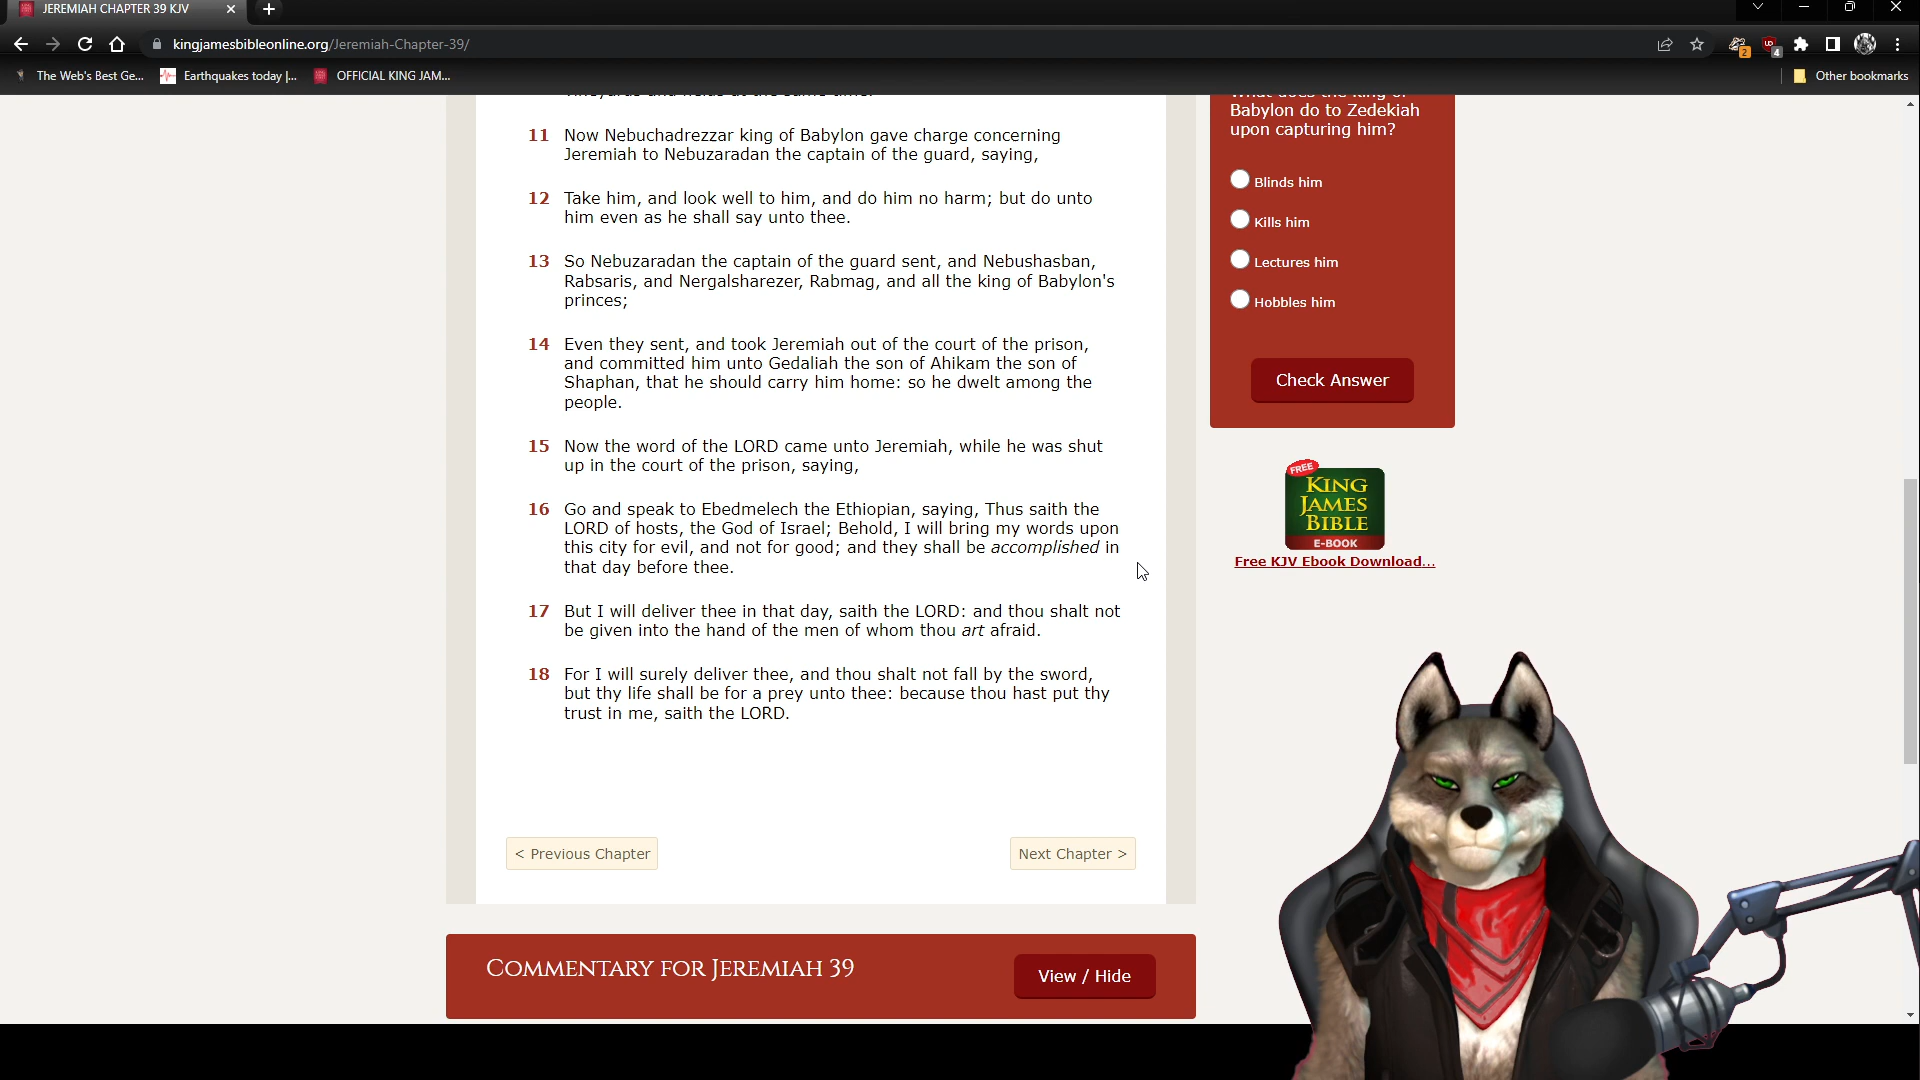 JEREMIAH CHAPTER 39 KJV
kingjamesbibleonline.org/Jeremiah-Chapter-39/
2
UD
4
The Web's Best Ge...
Earthquakes today |...
OFFICIAL KING JAM...
Other bookmarks
11 Now Nebuchadrezzar king of Babylon gave charge concerning
Jeremiah to Nebuzaradan the captain of the guard, saying,
12 Take him, and look well to him, and do him no harm; but do unto
him even as he shall say unto thee.
13 So Nebuzaradan the captain of the guard sent, and Nebushasban,
Rabsaris, and Nergalsharezer, Rabmag, and all the king of Babylon's
princes;
14 Even they sent, and took Jeremiah out of the court of the prison,
and committed him unto Gedaliah the son of Ahikam the son of
Shaphan, that he should carry him home: so he dwelt among the
people.
15 Now the word of the LORD came unto Jeremiah, while he was shut
up in the court of the prison, saying,
16 Go and speak to Ebedmelech the Ethiopian, saying, Thus saith the
LORD of hosts, the God of Israel; Behold, I will bring my words upon
this city for evil, and not for good; and they shall be accomplished in
that day before thee.
17 But I will deliver thee in that day, saith the LORD: and thou shalt not
be given into the hand of the men of whom thou art afraid.
18 For I will surely deliver thee, and thou shalt not fall by the sword,
but thy life shall be for a prey unto thee: because thou hast put thy
trust in me, saith the LORD.
< Previous Chapter
Next Chapter >
COMMENTARY FOR JEREMIAH 39
View / Hide
What does the king of
Babylon do to Zedekiah
upon capturing him?
Blinds him
Kills him
Lectures him
Hobbles him
Check Answer
FREE
KING
JAMES
BIBLE
E-BOOK
Free KJV Ebook Download...